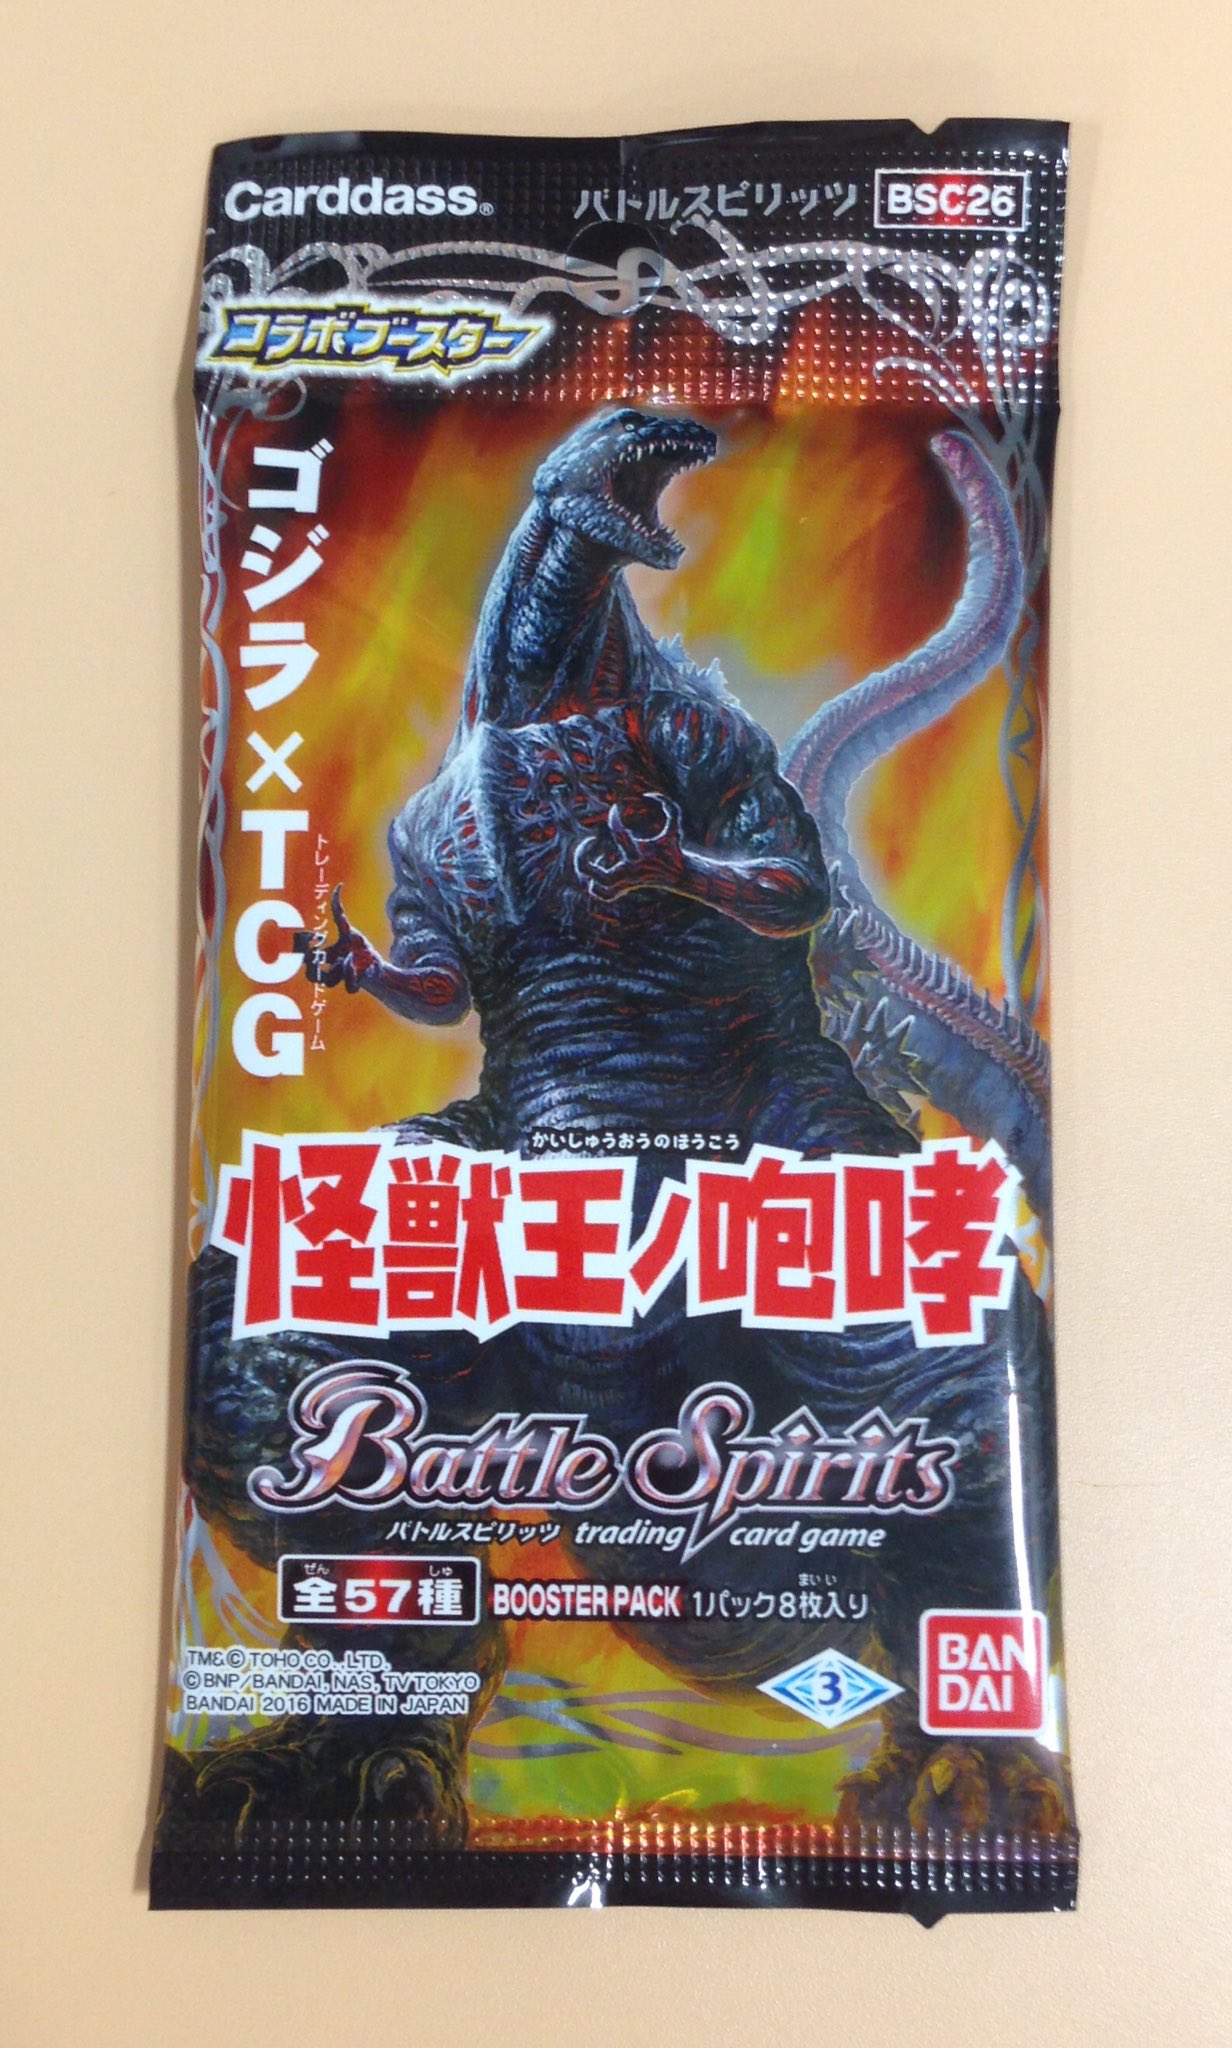 Carddass®
バトルスピリッツ BSC26
コラボブースター
ゴジラ×TCG
トレーディングカードゲーム
かいじゅうおうのほうこう
怪獣王ノ咆哮
Battle Spirits
バトルスピリッツ trading card game
ぜん しゅ
全57種
BOOSTER PACK 1パック8枚入り
まいい
TM&© TOHO CO., LTD.
©BNP/BANDAI, NAS, TV TOKYO
BANDAI 2016 MADE IN JAPAN
3
BAN
DAI